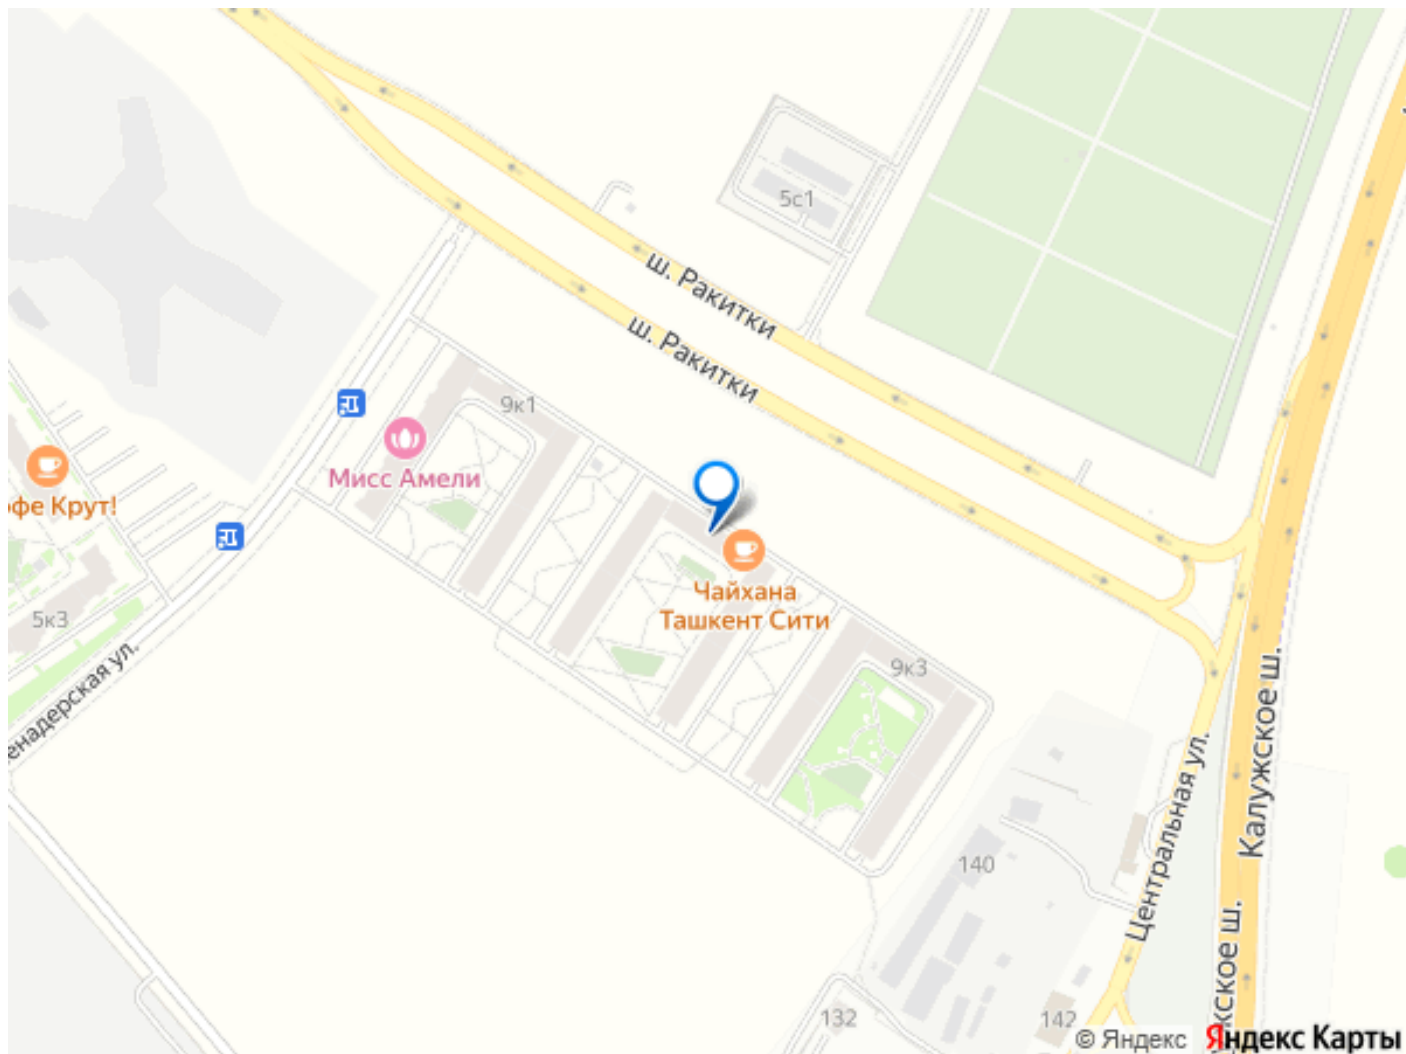 5с1
ш. Ракитки
ш. Ракитки
9к1
Мисс Амели
офе Крут!
Чайхана
Ташкент Сити
5к3
9к3
енадерская ул.
Калужское ш.
Центральная ул.
140
жское ш.
132
142
© Яндекс
Яндекс Карты